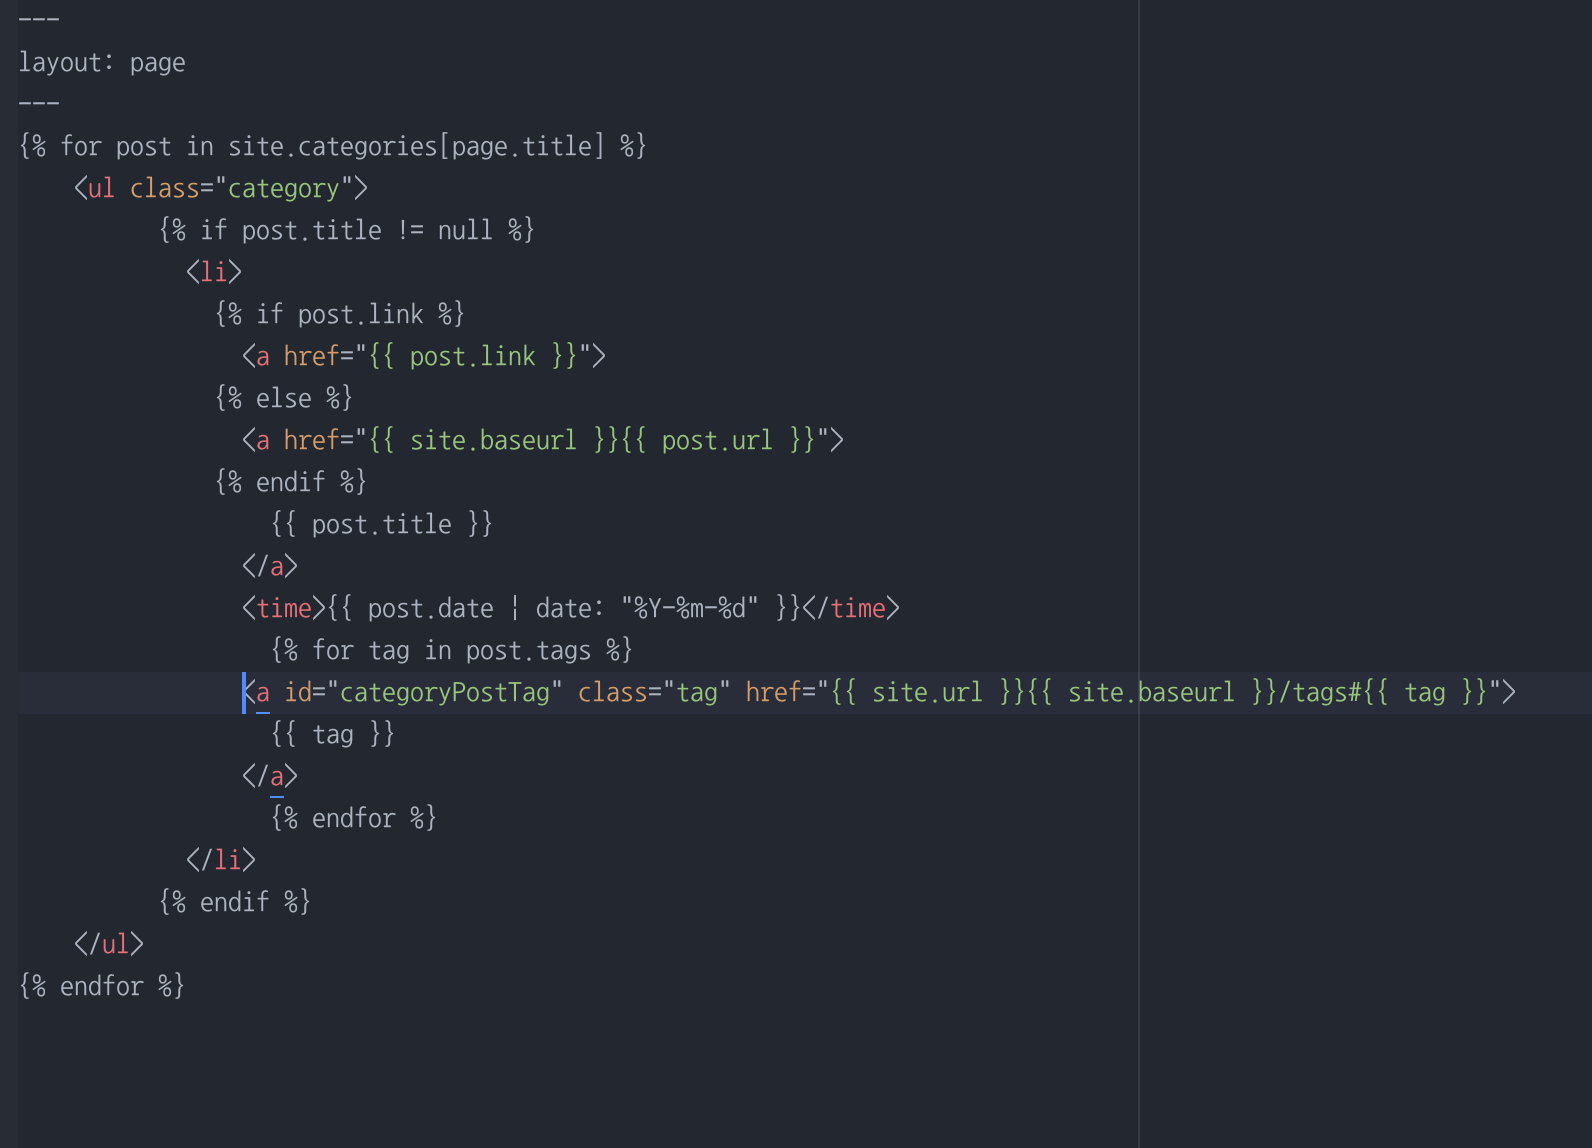 ---
layout: page
---
{% for post in site.categories[page.title] %}
<ul class="category">
{% if post.title != null %}
<li>
{% if post.link %}
<a href="{{ post.link }}">
{% else %}
<a href="{{ site.baseurl }}{{ post.url }}">
{% endif %}
{{ post.title }}
</a>
<time>{{ post.date | date: "%Y-%m-%d" }}</time>
{% for tag in post.tags %}
<a id="categoryPostTag" class="tag" href="{{ site.url }}{{ site.baseurl }}/tags#{{ tag }}">
{{ tag }}
</a>
{% endfor %}
</li>
{% endif %}
</ul>
{% endfor %}